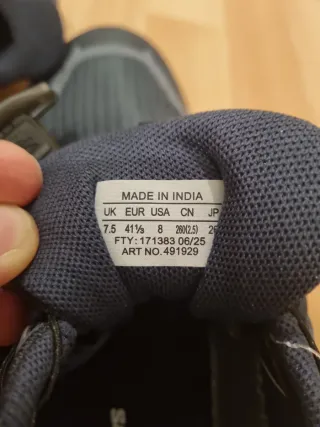 MADE IN INDIA
UK EUR USA CN JP
7.5 41⅓ 8 260(2.5)
FTY: 171383 06/25
ART NO. 491929